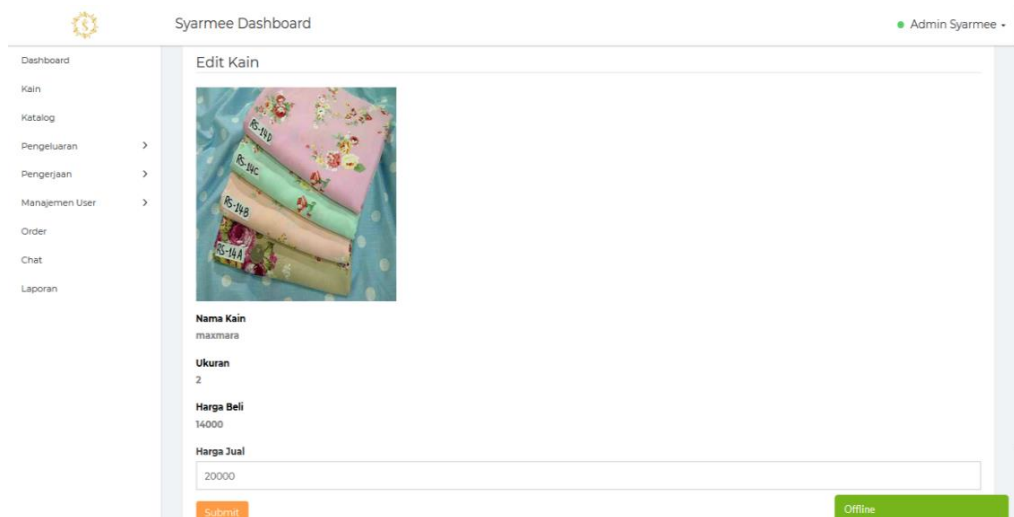 Syarmee Dashboard
Admin Syarmee
Dashboard
Kain
Katalog
Pengeluaran
Pengerjaan
Manajemen User
Order
Chat
Laporan
Edit Kain
RS-14D
RS-14C
RS-14B
RS-14A
Nama Kain
maxmara
Ukuran
2
Harga Beli
14000
Harga Jual
20000
Submit
Offline